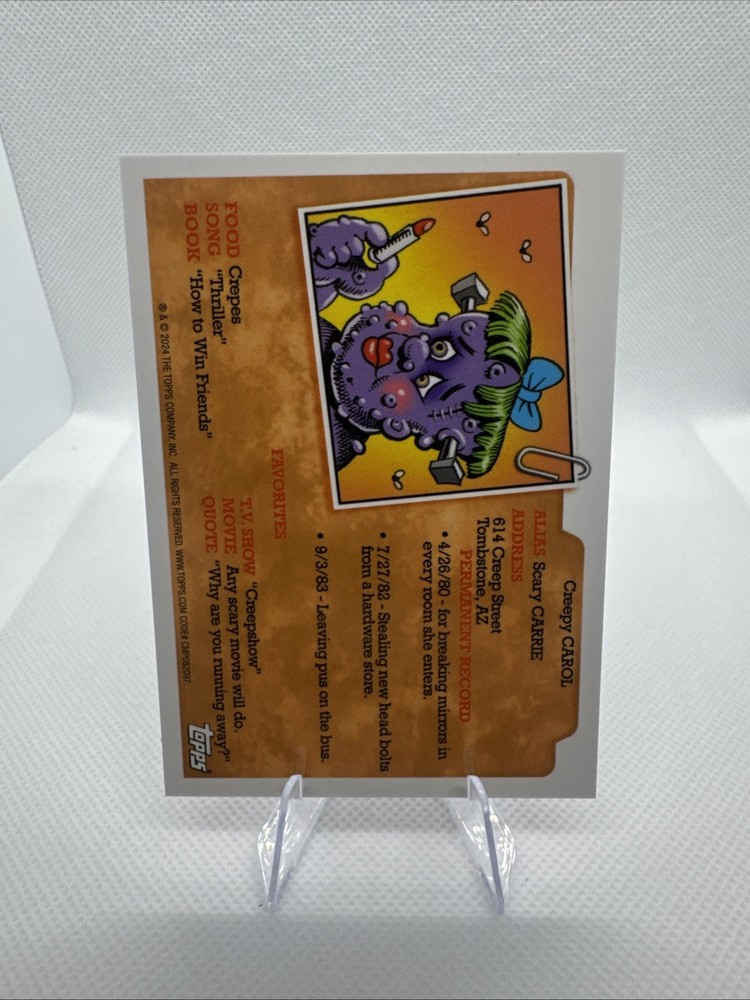 Creepy CAROL
ALIAS Scary CARRIE
ADDRESS
614 Creep Street
Tombstone, AZ
PERMANENT RECORD
• 4/26/80 - for breaking mirrors in
every room she enters.
• 7/27/82 - Stealing new head bolts
from a hardware store.
• 9/3/83 - Leaving pus on the bus.
FAVORITES
FOOD Crepes
SONG "Thriller"
BOOK "How to Win Friends"
T.V. SHOW "Creepshow"
MOVIE Any scary movie will do.
QUOTE "Why are you running away?"
® & © 2024 THE TOPPS COMPANY, INC. ALL RIGHTS RESERVED. WWW.TOPPS.COM CODE# CMP082097
topps